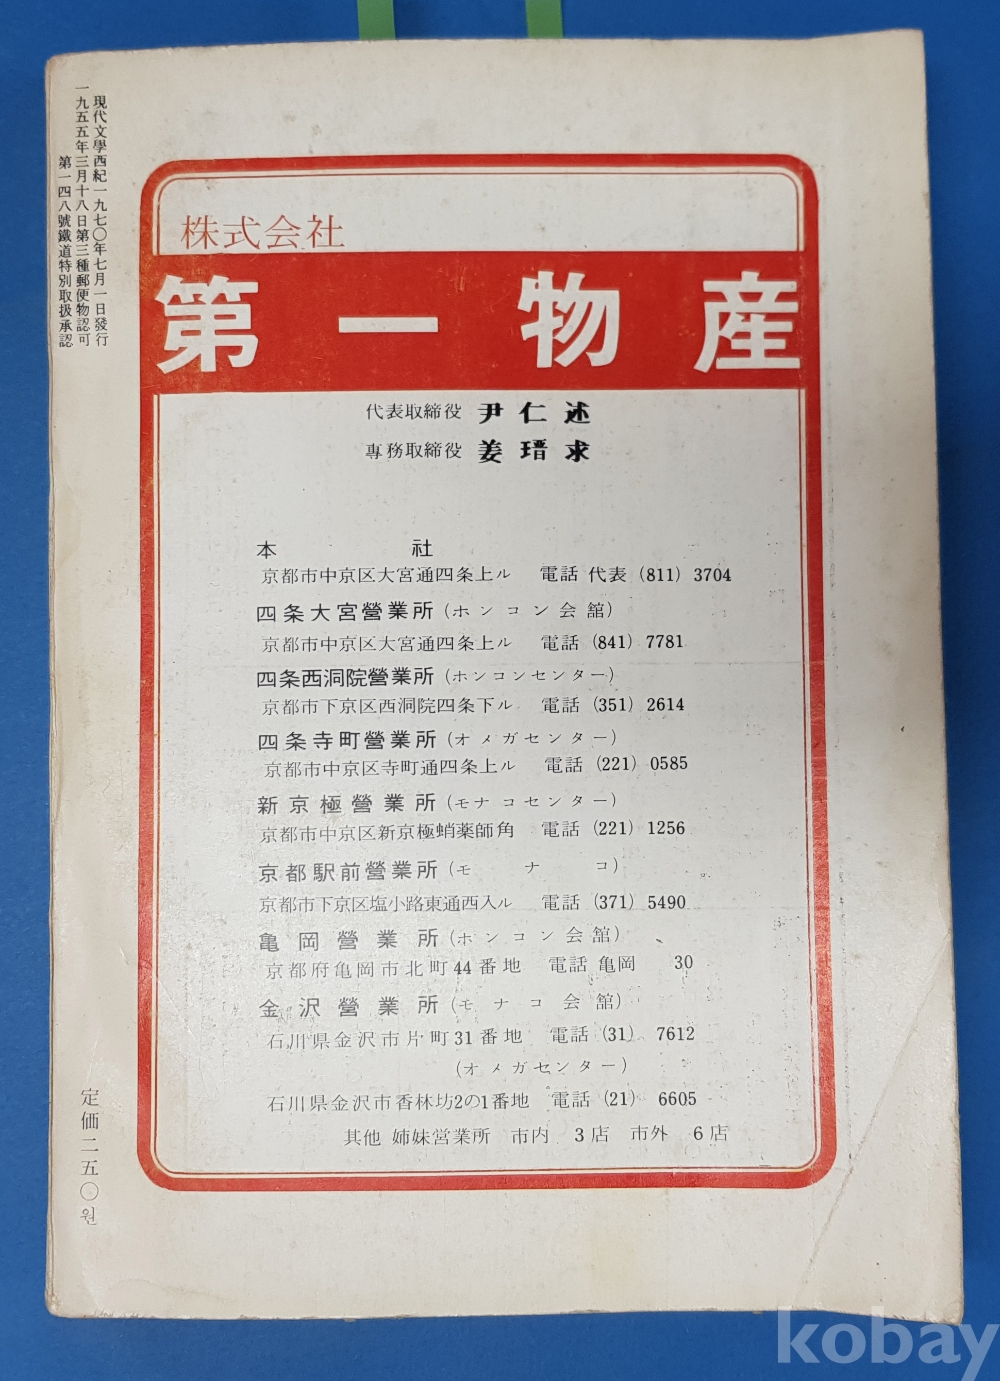 現代文學西紀一九七〇年七月一日發行
一九五五年三月十八日第三種郵便物認可
第一四八號鐵道特別取扱承認
株式会社
第一物産
代表取締役 尹仁述
專務取締役 姜瑨求
本 社
京都市中京区大宮通四条上ル 電話 代表 (811) 3704
四条大宮營業所 (ホンコン会舘)
京都市中京区大宮通四条上ル 電話 (841) 7781
四条西洞院營業所 (ホンコンセンター)
京都市下京区西洞院四条下ル 電話 (351) 2614
四条寺町營業所 (オメガセンター)
京都市中京区寺町通四条上ル 電話 (221) 0585
新京極營業所 (モナコセンター)
京都市中京区新京極蛸薬師角 電話 (221) 1256
京都駅前營業所 (モナコ)
京都市下京区塩小路東通西入ル 電話 (371) 5490
亀岡營業所 (ホンコン会舘)
京都府亀岡市北町44番地 電話 亀岡 30
金沢營業所 (モナコ会舘)
石川県金沢市片町31番地 電話 (31) 7612
(オメガセンター)
石川県金沢市香林坊2の1番地 電話 (21) 6605
其他 姉妹営業所 市内 3店 市外 6店
定価二五〇원
kobay